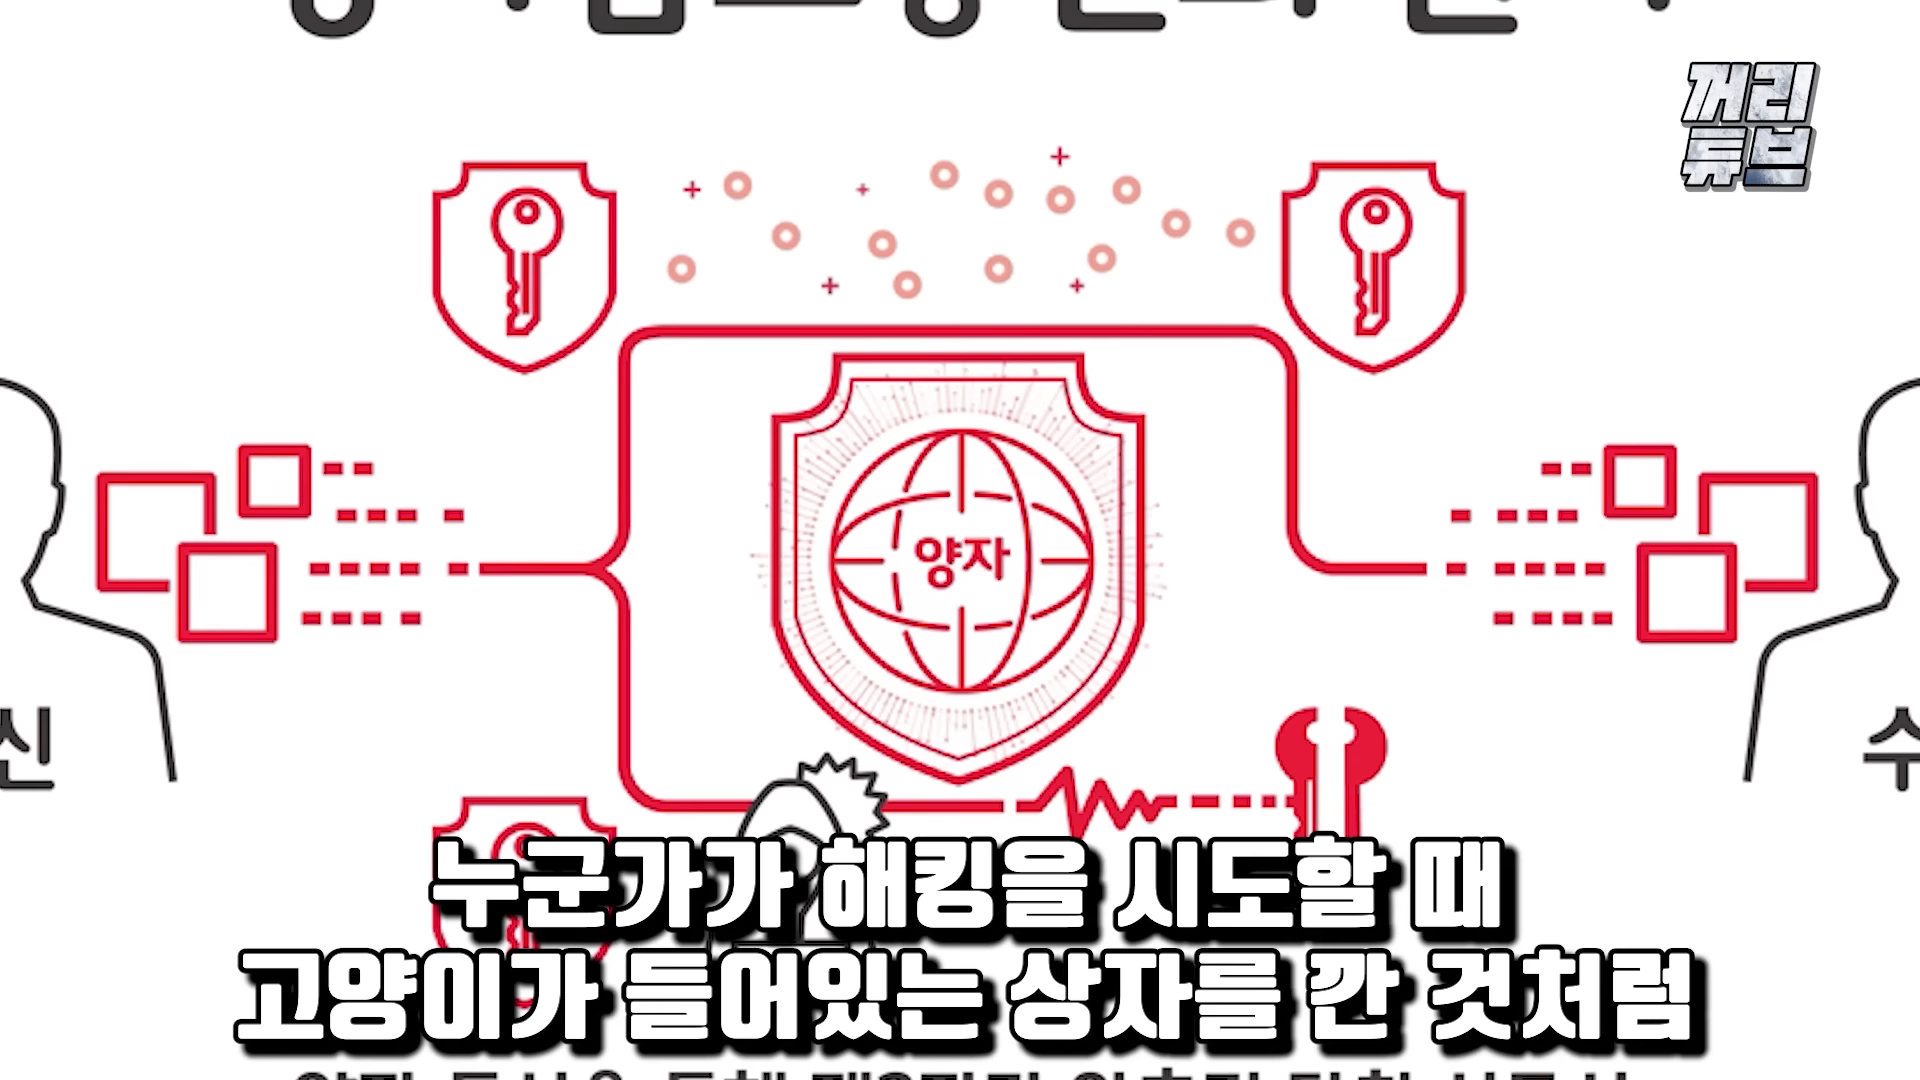 꺼리
튜브
양자
신
수
누군가가 해킹을 시도할 때
고양이가 들어있는 상자를 깐 것처럼